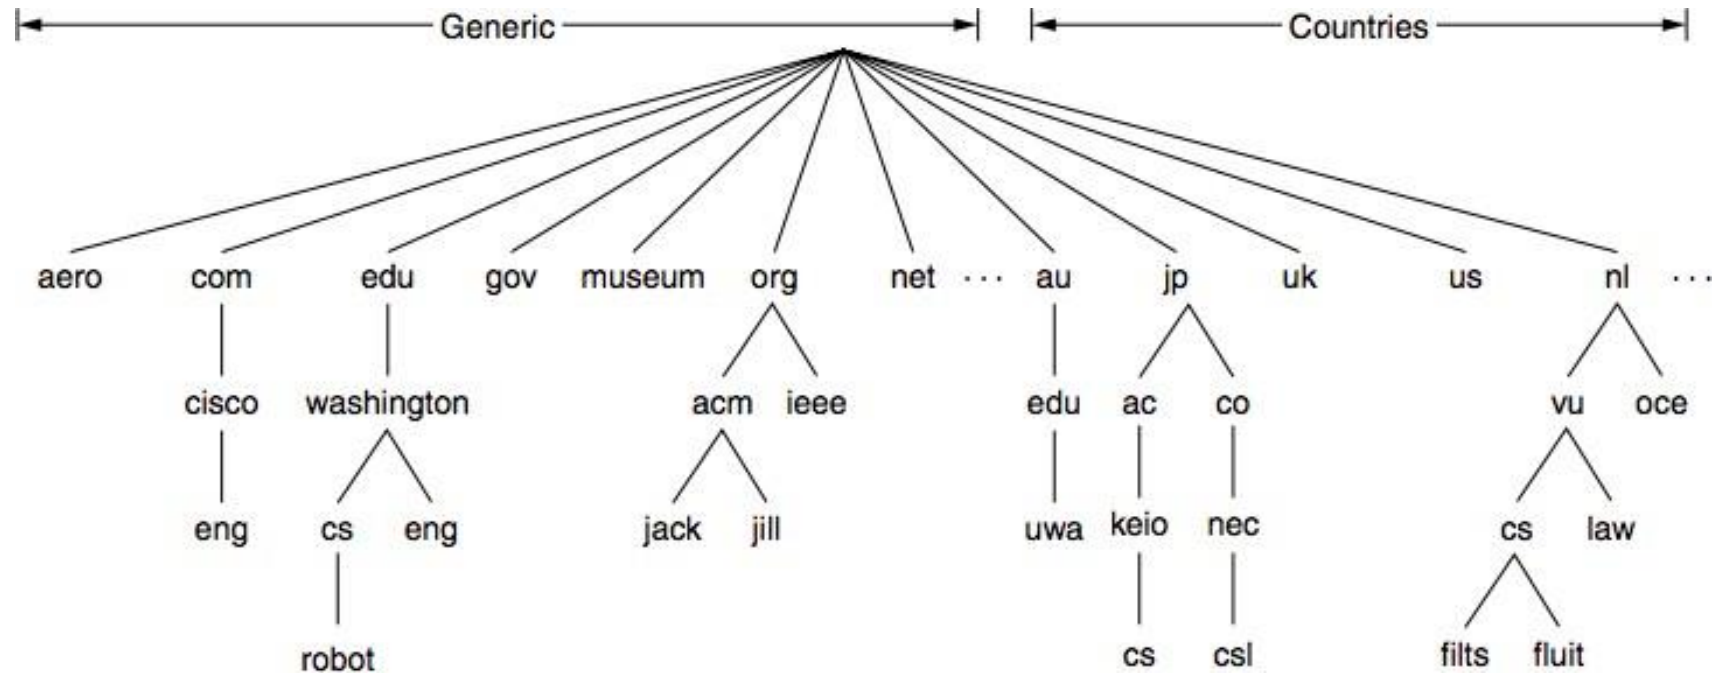 Generic Countries
aero com edu gov museum org net ... au jp uk us nl ...
cisco washington acm ieee edu ac co vu oce
eng cs eng jack jill uwa keio nec cs law
robot cs csl filts fluit